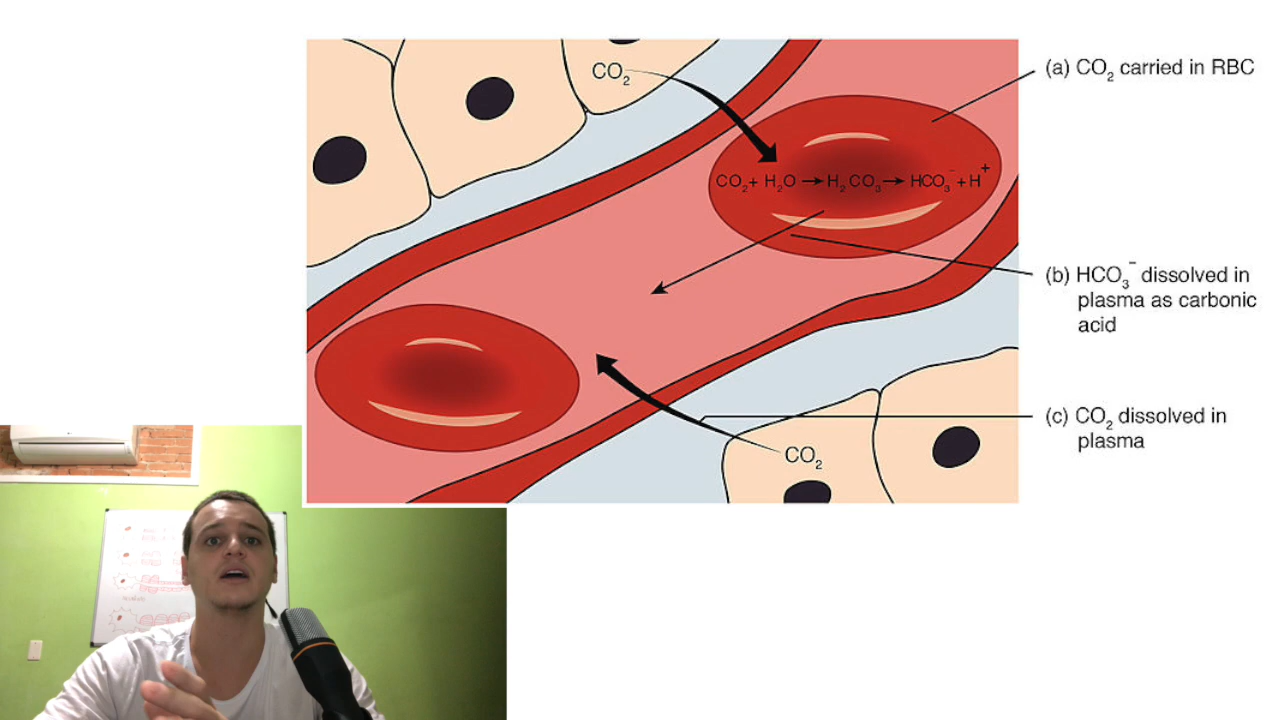 CO₂
(a) CO₂ carried in RBC
CO₂ + H₂O → H₂CO₃ → HCO₃⁻ + H⁺
(b) HCO₃⁻ dissolved in
plasma as carbonic
acid
(c) CO₂ dissolved in
plasma
CO₂